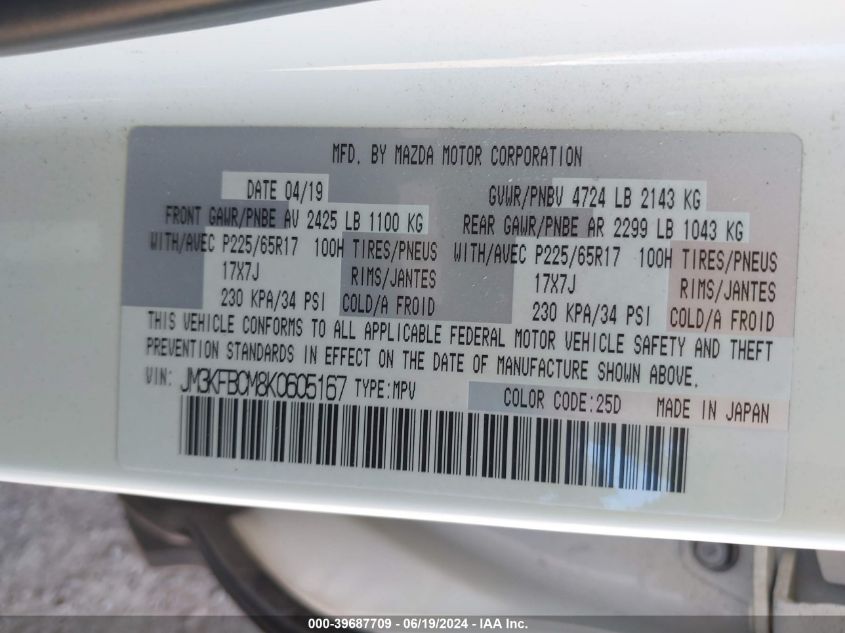 MFD. BY MAZDA MOTOR CORPORATION
DATE 04/19 GVWR/PNBV 4724 LB 2143 KG
FRONT GAWR/PNBE AV 2425 LB 1100 KG REAR GAWR/PNBE AR 2299 LB 1043 KG
WITH/AVEC P225/65R17 100H TIRES/PNEUS WITH/AVEC P225/65R17 100H TIRES/PNEUS
17X7J RIMS/JANTES 17X7J RIMS/JANTES
230 KPA/34 PSI COLD/A FROID 230 KPA/34 PSI COLD/A FROID
THIS VEHICLE CONFORMS TO ALL APPLICABLE FEDERAL MOTOR VEHICLE SAFETY AND THEFT
PREVENTION STANDARDS IN EFFECT ON THE DATE OF MANUFACTURE SHOWN ABOVE.
VIN: JM3KFBCM8K0605167 TYPE:MPV COLOR CODE:25D MADE IN JAPAN
000-39687709 - 06/19/2024 - IAA Inc.